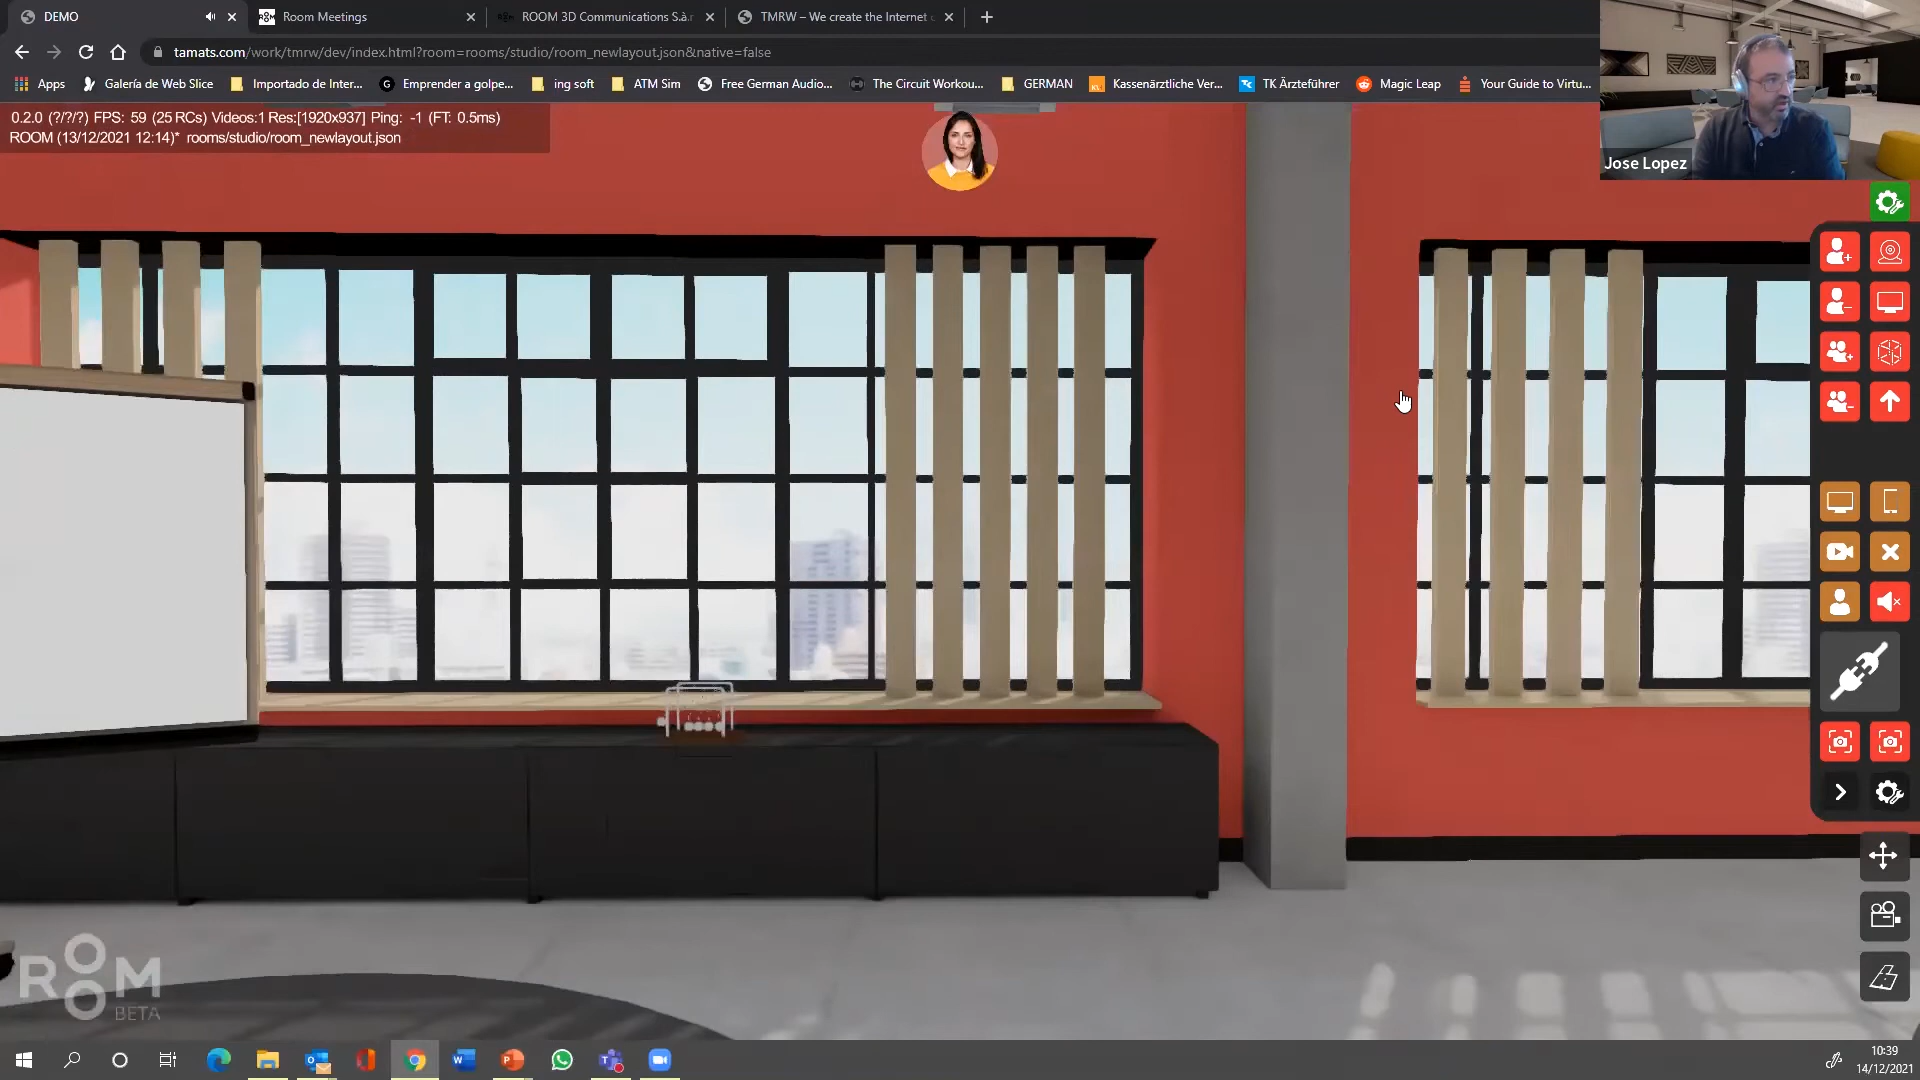 DEMO
Room Meetings
ROOM 3D Communications S.à.r
TMRW – We create the Internet
tamats.com/work/tmrw/dev/index.html?room=rooms/studio/room_newlayout.json&native=false
Apps
Galería de Web Slice
Importado de Inter...
Emprender a golpe...
ing soft
ATM Sim
Free German Audio...
The Circuit Workou...
GERMAN
Kassenärztliche Ver...
TK Ärzteführer
Magic Leap
Your Guide to Virtu...
0.2.0 (?/?/?) FPS: 59 (25 RCs) Videos:1 Res:[1920x937] Ping: -1 (FT: 0.5ms)
ROOM (13/12/2021 12:14)* rooms/studio/room_newlayout.json
Jose Lopez
ROOM
BETA
10:39
14/12/2021